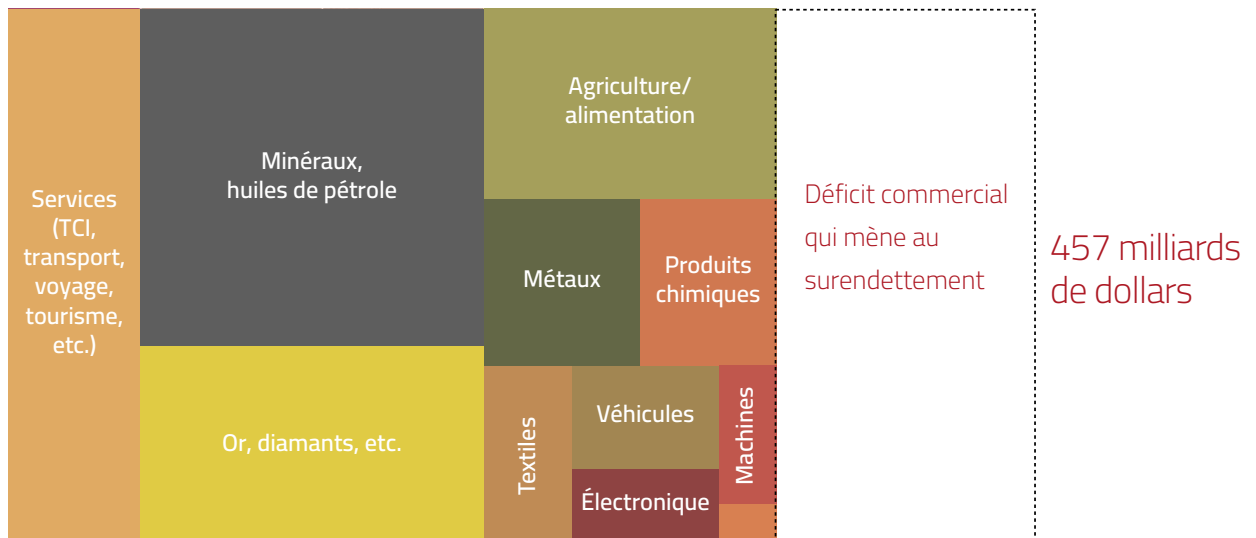 Services
(TCI,
transport,
voyage,
tourisme,
etc.)
Minéraux,
huiles de pétrole
Or, diamants, etc.
Agriculture/
alimentation
Métaux
Produits
chimiques
Textiles
Véhicules
Électronique
Machines
Déficit commercial
qui mène au
surendettement
457 milliards
de dollars